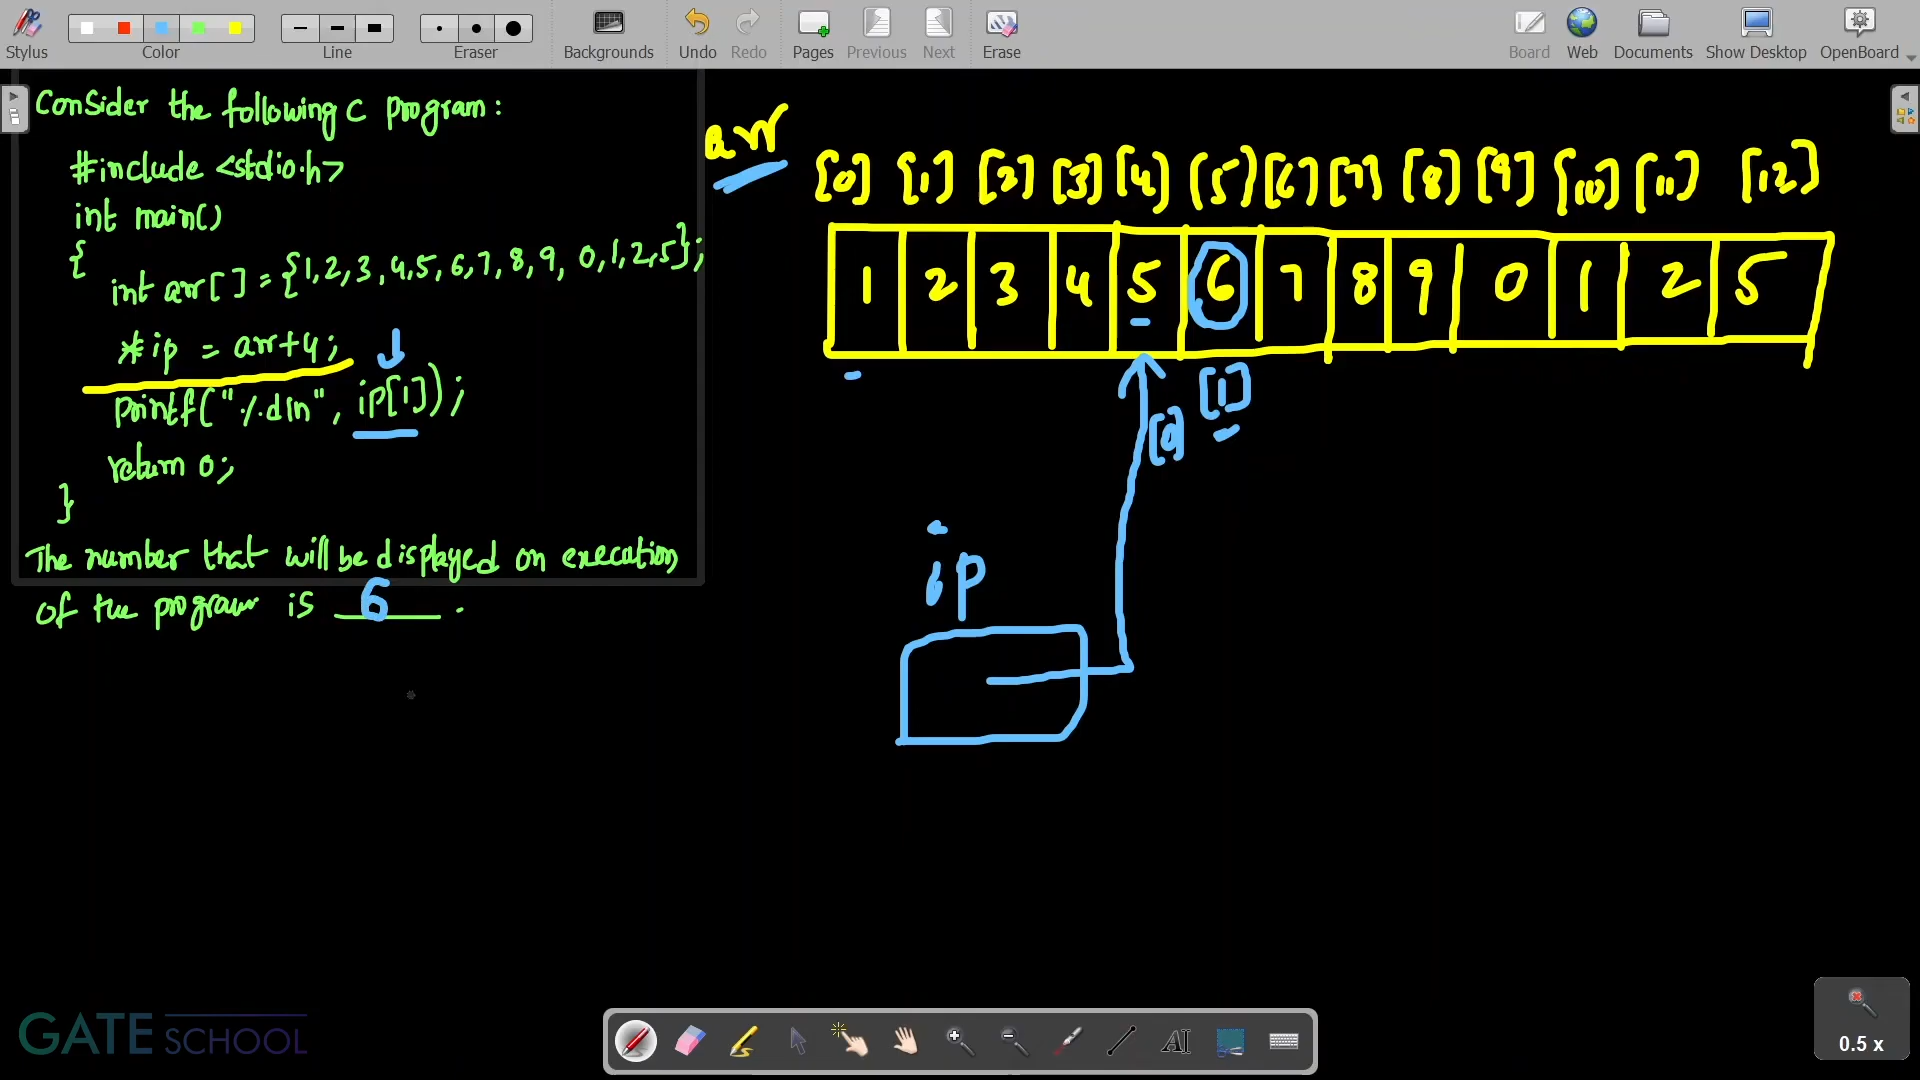 Stylus
Color
Line
Eraser
Backgrounds
Undo
Redo
Pages
Previous
Next
Erase
Board
Web
Documents
Show Desktop
OpenBoard
Consider the following C program:
#include <stdio.h>
int main()
{
int arr[] = {1,2,3,4,5,6,7,8,9,0,1,2,5};
*ip = arr+4;
printf("%d\n", ip[1]);
return 0;
}
The number that will be displayed on execution
of the program is 6 .
arr
[0] [1] [2] [3] [4] [5] [6] [7] [8] [9] [10] [11] [12]
1 2 3 4 5 6 7 8 9 0 1 2 5
[0] [1]
ip
GATE SCHOOL
AI
0.5 x